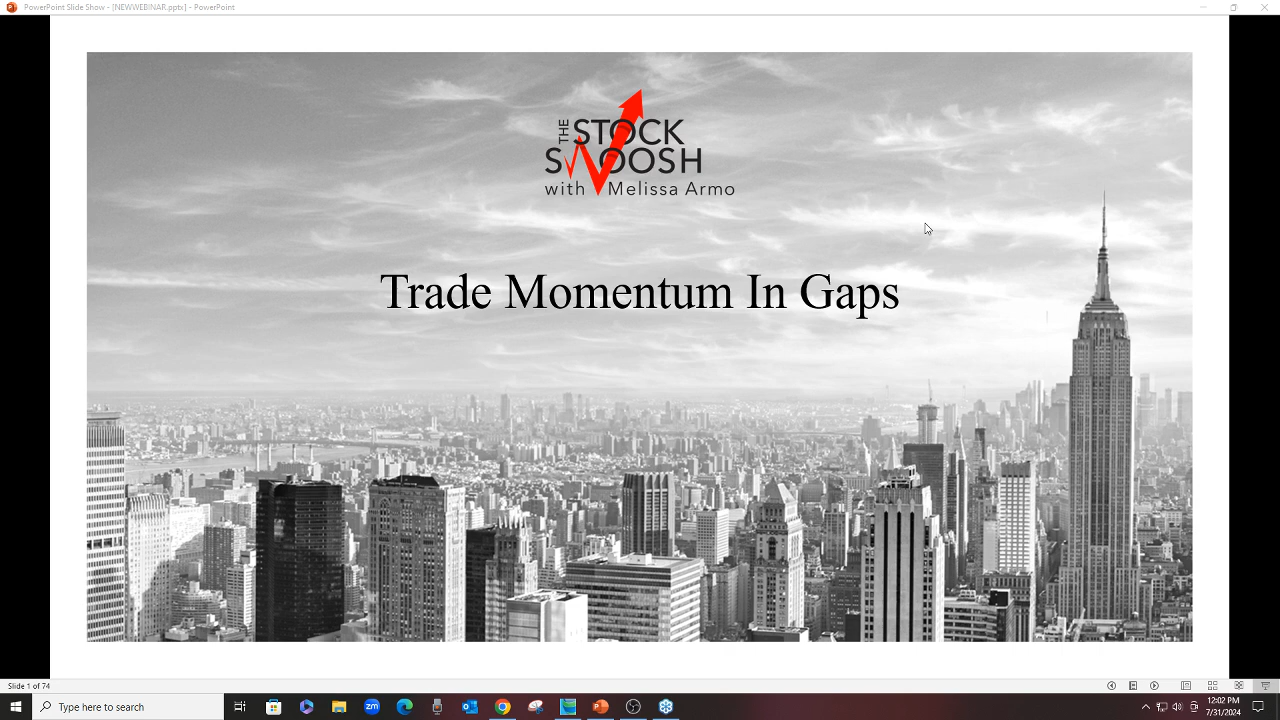 PowerPoint Slide Show - [NEWWEBINAR.pptx] - PowerPoint
THE STOCK
SWOOSH
with Melissa Armo
Trade Momentum In Gaps
Slide 1 of 74
Type here to search
zm
12:02 PM
7/31/2024